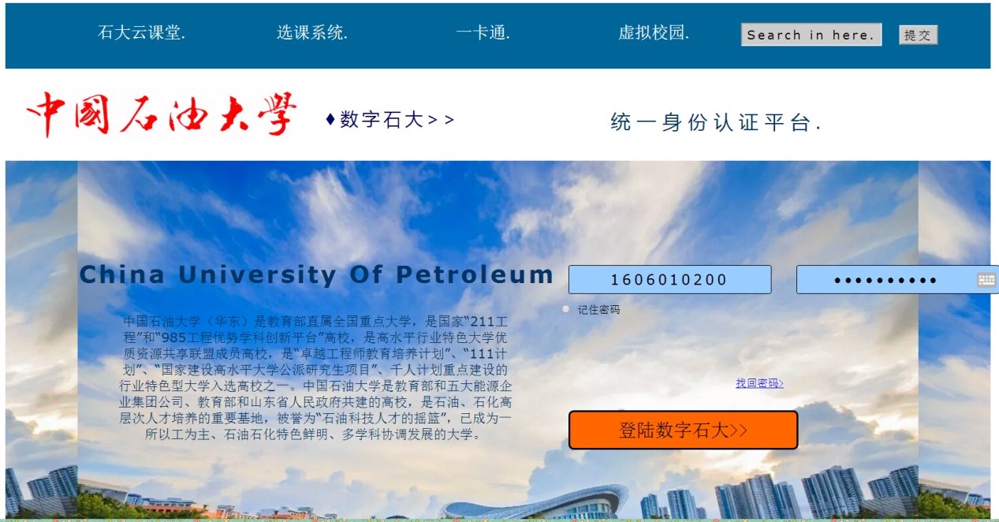 石大云课堂.
选课系统.
一卡通.
虚拟校园.
Search in here.
提交
中國石油大學
♦数字石大>>
统一身份认证平台.
China University Of Petroleum
1606010200
••••••••••
记住密码
中国石油大学（华东）是教育部直属全国重点大学，是国家“211工
程”和“985工程优势学科创新平台”高校，是高水平行业特色大学优
质资源共享联盟成员高校，是“卓越工程师教育培养计划”、“111计
划”、“国家建设高水平大学公派研究生项目”、千人计划重点建设的
行业特色型大学入选高校之一。中国石油大学是教育部和五大能源企
业集团公司、教育部和山东省人民政府共建的高校，是石油、石化高
层次人才培养的重要基地，被誉为“石油科技人才的摇篮”，已成为一
所以工为主、石油石化特色鲜明、多学科协调发展的大学。
找回密码>
登陆数字石大>>